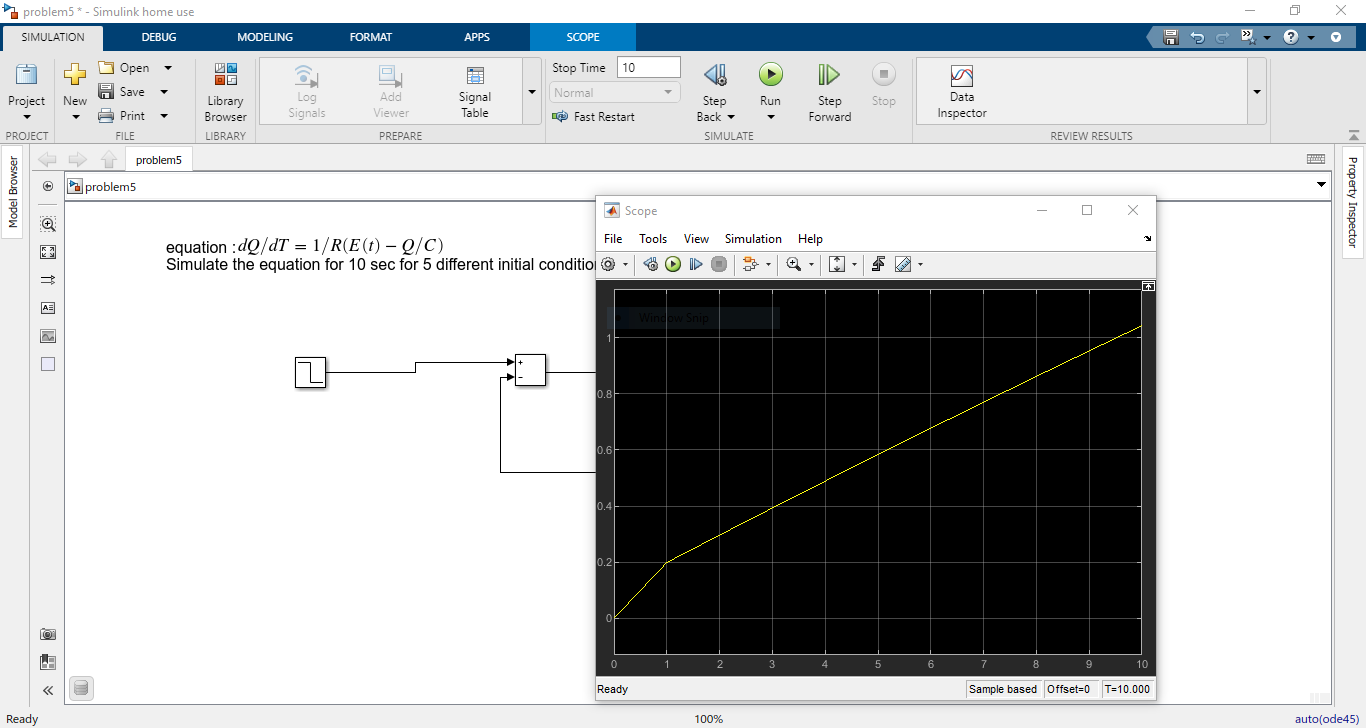 problem5 * - Simulink home use
SIMULATION DEBUG MODELING FORMAT APPS SCOPE
Project
New
Open
Save
Print
Library Browser
Log Signals
Add Viewer
Signal Table
Stop Time 10
Normal
Fast Restart
Step Back
Run
Step Forward
Stop
Data Inspector
PROJECT FILE LIBRARY PREPARE SIMULATE REVIEW RESULTS
Model Browser
problem5
Property Inspector
problem5
equation : dQ/dT = 1/R(E(t) − Q/C)
Simulate the equation for 10 sec for 5 different initial conditio
+
−
Scope
File Tools View Simulation Help
Window Snip
1
0.8
0.6
0.4
0.2
0
0 1 2 3 4 5 6 7 8 9 10
Ready Sample based Offset=0 T=10.000
Ready 100% auto(ode45)